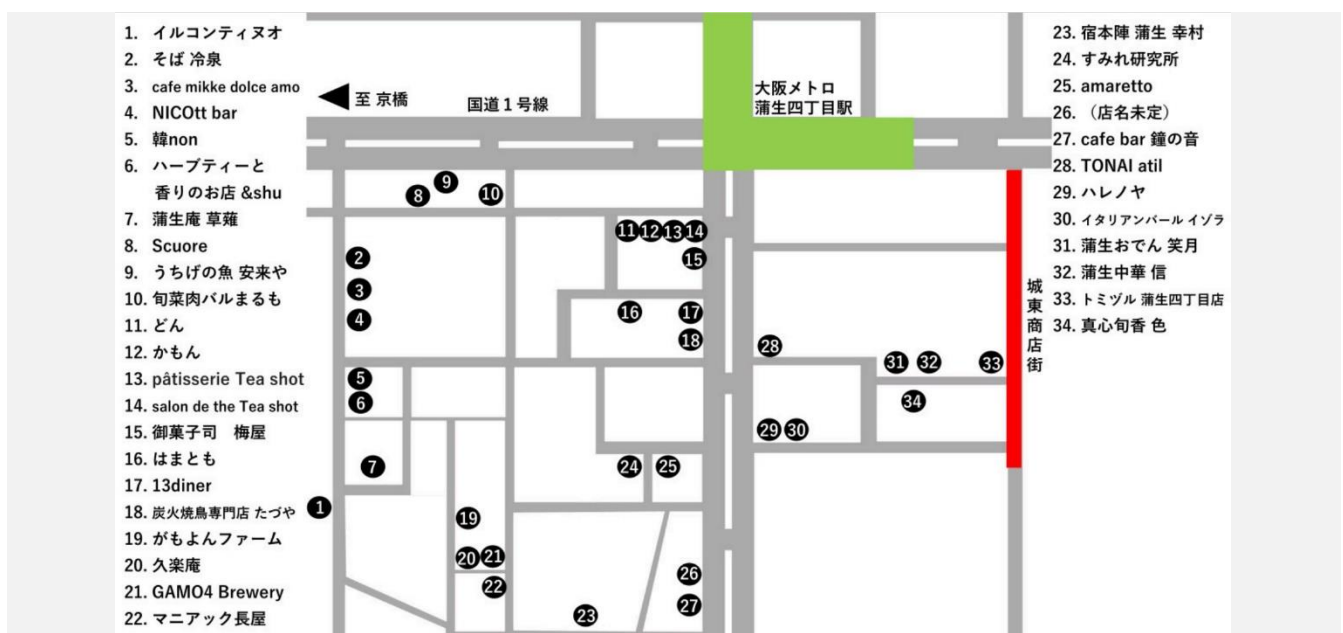 1. イルコンティヌオ
2. そば 冷泉
3. cafe mikke dolce amo
4. NICOtt bar
5. 韓non
6. ハーブティーと
香りのお店 &shu
7. 蒲生庵 草薙
8. Scuore
9. うちげの魚 安来や
10. 旬菜肉バルまるも
11. どん
12. かもん
13. pâtisserie Tea shot
14. salon de the Tea shot
15. 御菓子司 梅屋
16. はまとも
17. 13diner
18. 炭火焼鳥専門店 たづや
19. がもよんファーム
20. 久楽庵
21. GAMO4 Brewery
22. マニアック長屋
至 京橋
国道1号線
大阪メトロ
蒲生四丁目駅
8
9
10
11 12 13 14
2
15
3
16
17
4
18
5
6
7
24
25
1
19
20
21
22
26
23
27
28
31
32
33
34
29 30
城東商店街
23. 宿本陣 蒲生 幸村
24. すみれ研究所
25. amaretto
26. （店名未定）
27. cafe bar 鐘の音
28. TONAI atil
29. ハレノヤ
30. イタリアンバール イゾラ
31. 蒲生おでん 笑月
32. 蒲生中華 信
33. トミヅル 蒲生四丁目店
34. 真心旬香 色